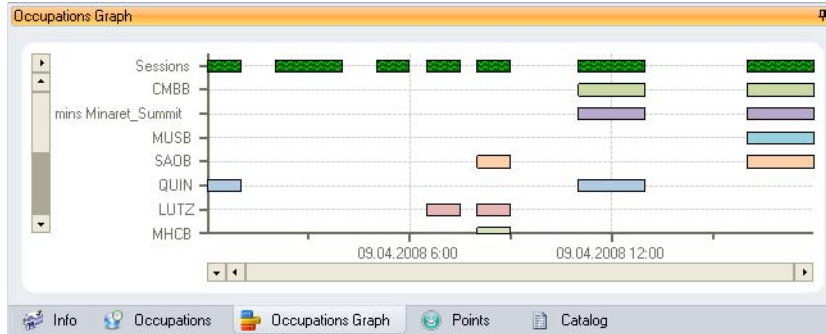 Occupations Graph
Sessions
CMBB
mins Minaret_Summit
MUSB
SAOB
QUIN
LUTZ
MHCB
09.04.2008 6:00 09.04.2008 12:00
Info Occupations Occupations Graph Points Catalog